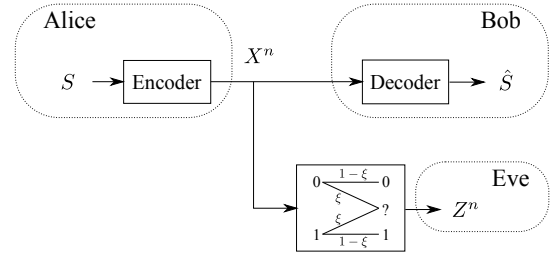 Alice
Bob
S
Encoder
X^n
Decoder
Ŝ
0 1 − ξ 0
ξ
ξ ?
1 1 − ξ 1
Eve
Z^n